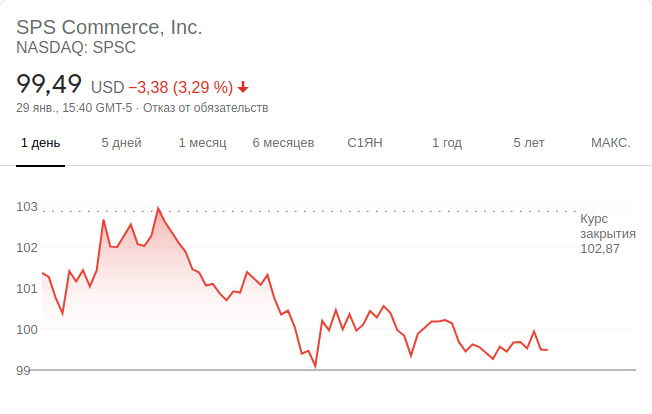 SPS Commerce, Inc.
NASDAQ: SPSC
99,49 USD −3,38 (3,29 %)
29 янв., 15:40 GMT-5 · Отказ от обязательств
1 день 5 дней 1 месяц 6 месяцев С1ЯН 1 год 5 лет МАКС.
103
Курс
закрытия
102,87
102
101
100
99